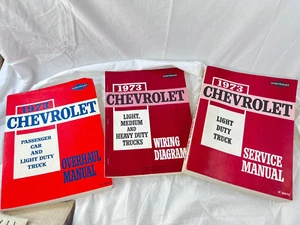 1973
CHEVROLET
PASSENGER
CAR
AND
LIGHT DUTY
TRUCK
OVERHAUL
MANUAL
1973
CHEVROLET
LIGHT,
MEDIUM
AND
HEAVY DUTY
TRUCKS
WIRING
DIAGRAM
1973
CHEVROLET
LIGHT
DUTY
TRUCK
SERVICE
MANUAL